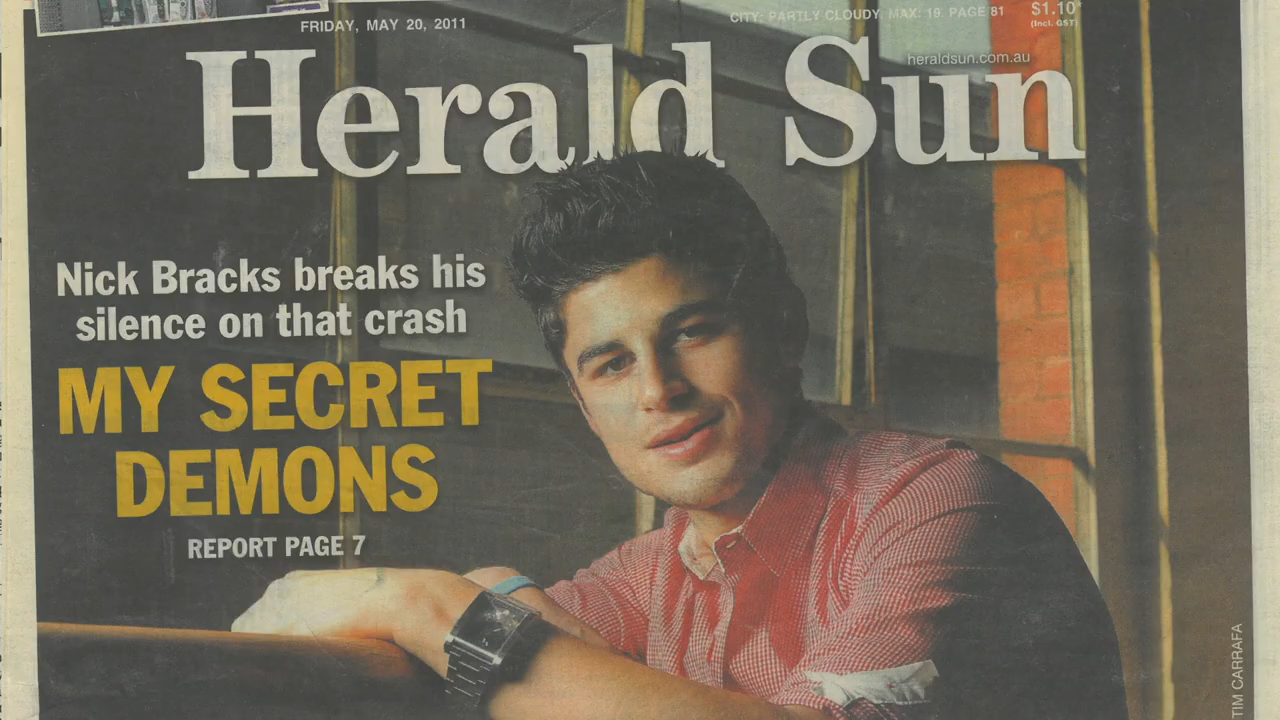 FRIDAY, MAY 20, 2011
CITY: PARTLY CLOUDY. MAX: 19. PAGE 81
$1.10*
(Incl. GST)
heraldsun.com.au
Herald Sun
Nick Bracks breaks his
silence on that crash
MY SECRET
DEMONS
REPORT PAGE 7
TIM CARRAFA